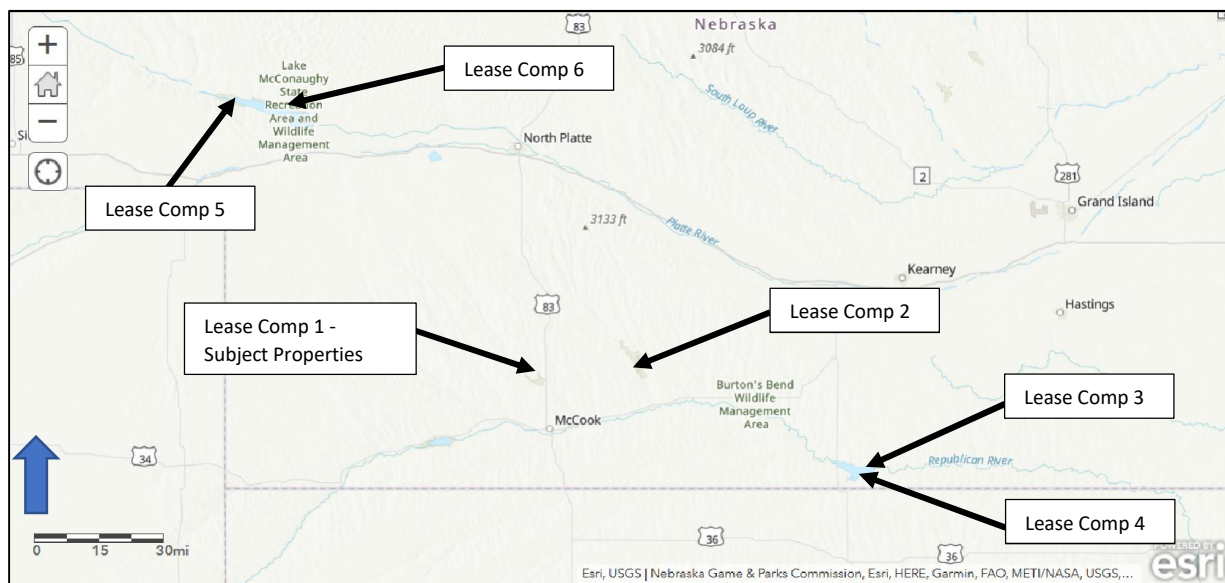 83
Nebraska
3084 ft
85
+
−
Lake
McConaughy
State
Recreation
Area and
Wildlife
Management
Area
Lease Comp 6
South Loup River
North Platte
2
281
Grand Island
Lease Comp 5
3133 ft
Platte River
Kearney
83
Lease Comp 1 -
Subject Properties
Lease Comp 2
Hastings
Burton's Bend
Wildlife
Management
Area
Lease Comp 3
McCook
34
Republican River
Lease Comp 4
0 15 30mi
36
36
POWERED BY
esri
Esri, USGS | Nebraska Game & Parks Commission, Esri, HERE, Garmin, FAO, METI/NASA, USGS,...